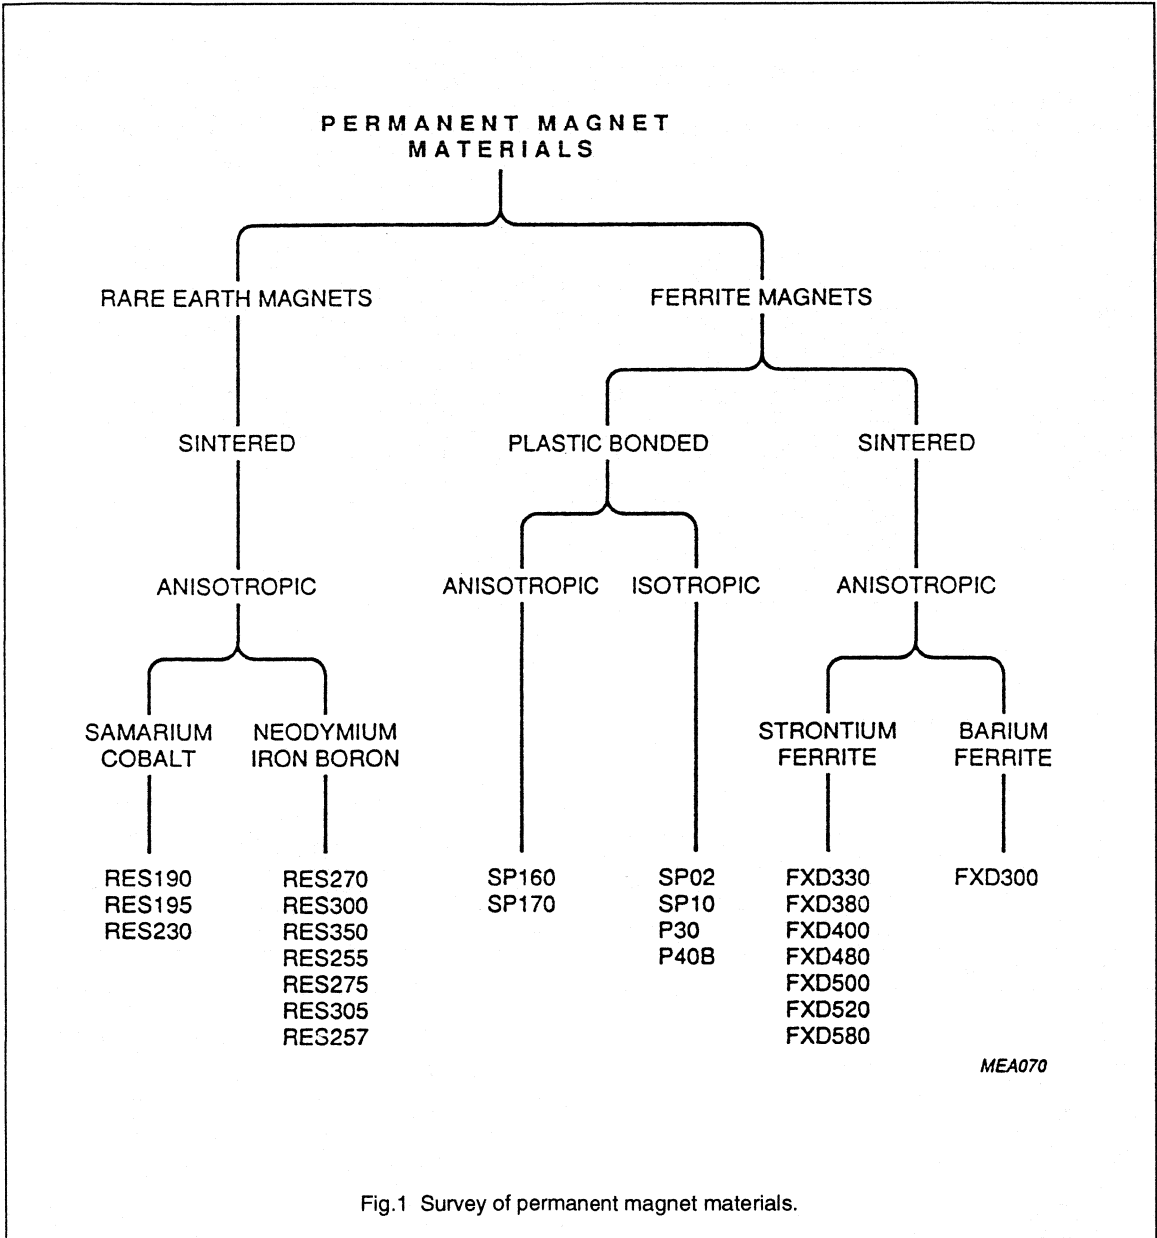 PERMANENT MAGNET
MATERIALS
RARE EARTH MAGNETS
FERRITE MAGNETS
SINTERED
PLASTIC BONDED
SINTERED
ANISOTROPIC
ANISOTROPIC
ISOTROPIC
ANISOTROPIC
SAMARIUM
COBALT
NEODYMIUM
IRON BORON
STRONTIUM
FERRITE
BARIUM
FERRITE
RES190
RES195
RES230
RES270
RES300
RES350
RES255
RES275
RES305
RES257
SP160
SP170
SP02
SP10
P30
P40B
FXD330
FXD380
FXD400
FXD480
FXD500
FXD520
FXD580
FXD300
MEA070
Fig.1 Survey of permanent magnet materials.